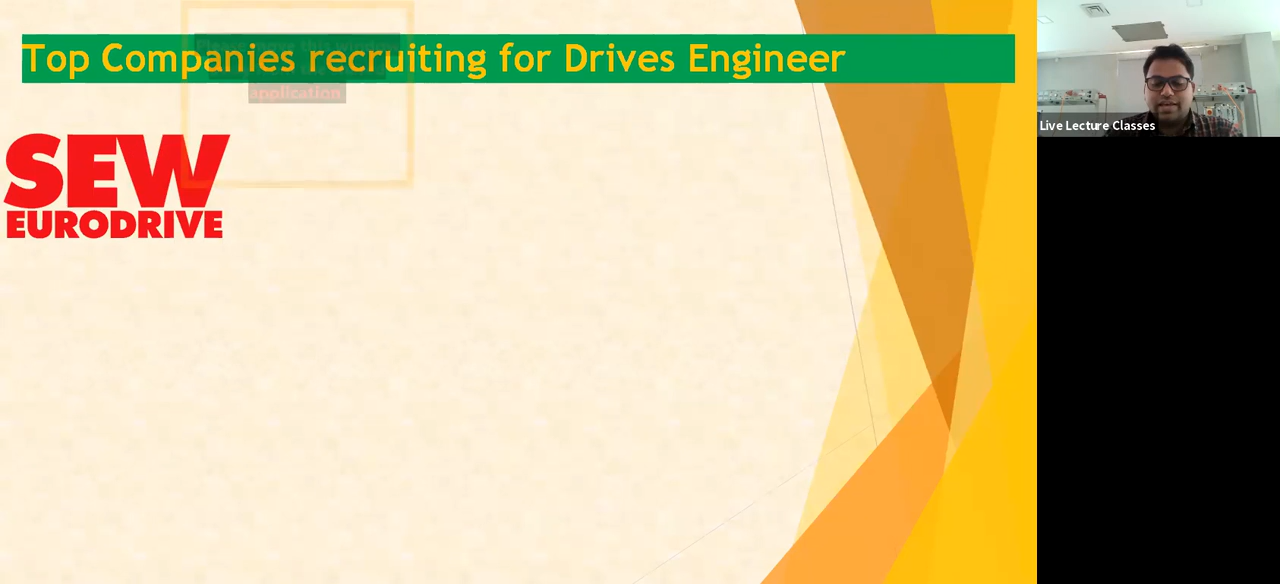 Top Companies recruiting for Drives Engineer
application
SEW
EURODRIVE
Live Lecture Classes